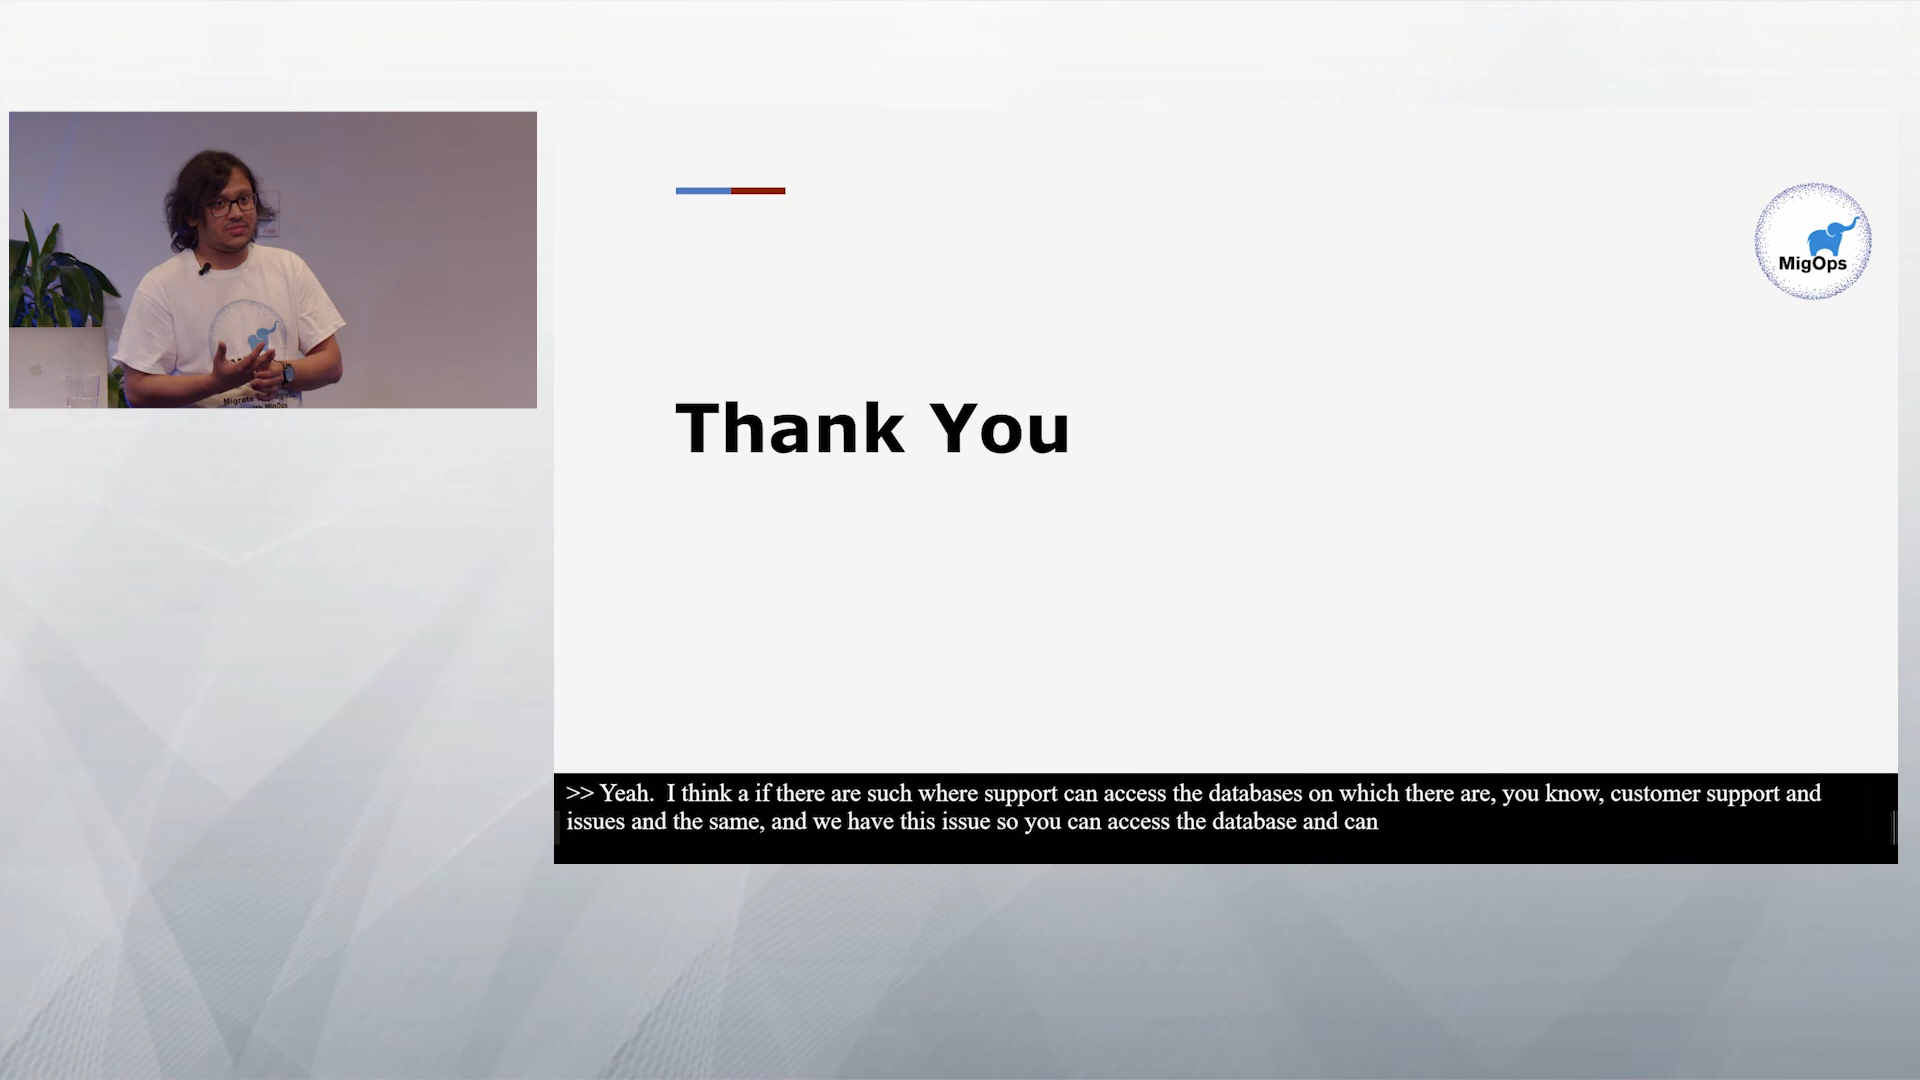 MigOps
Thank You
Migrate
MigOps
>> Yeah.  I think a if there are such where support can access the databases on which there are, you know, customer support and
issues and the same, and we have this issue so you can access the database and can